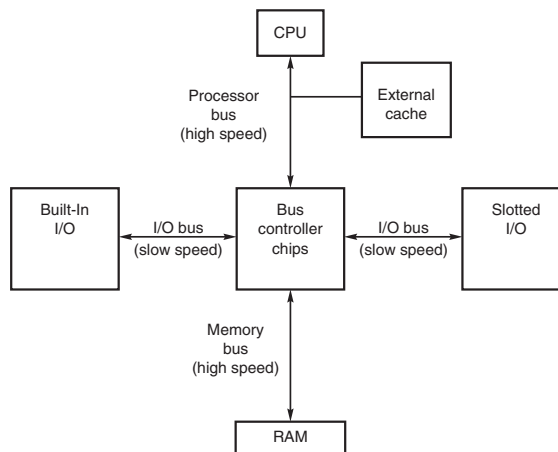 CPU
Processor
bus
(high speed)
External
cache
Built-In
I/O
I/O bus
(slow speed)
Bus
controller
chips
I/O bus
(slow speed)
Slotted
I/O
Memory
bus
(high speed)
RAM